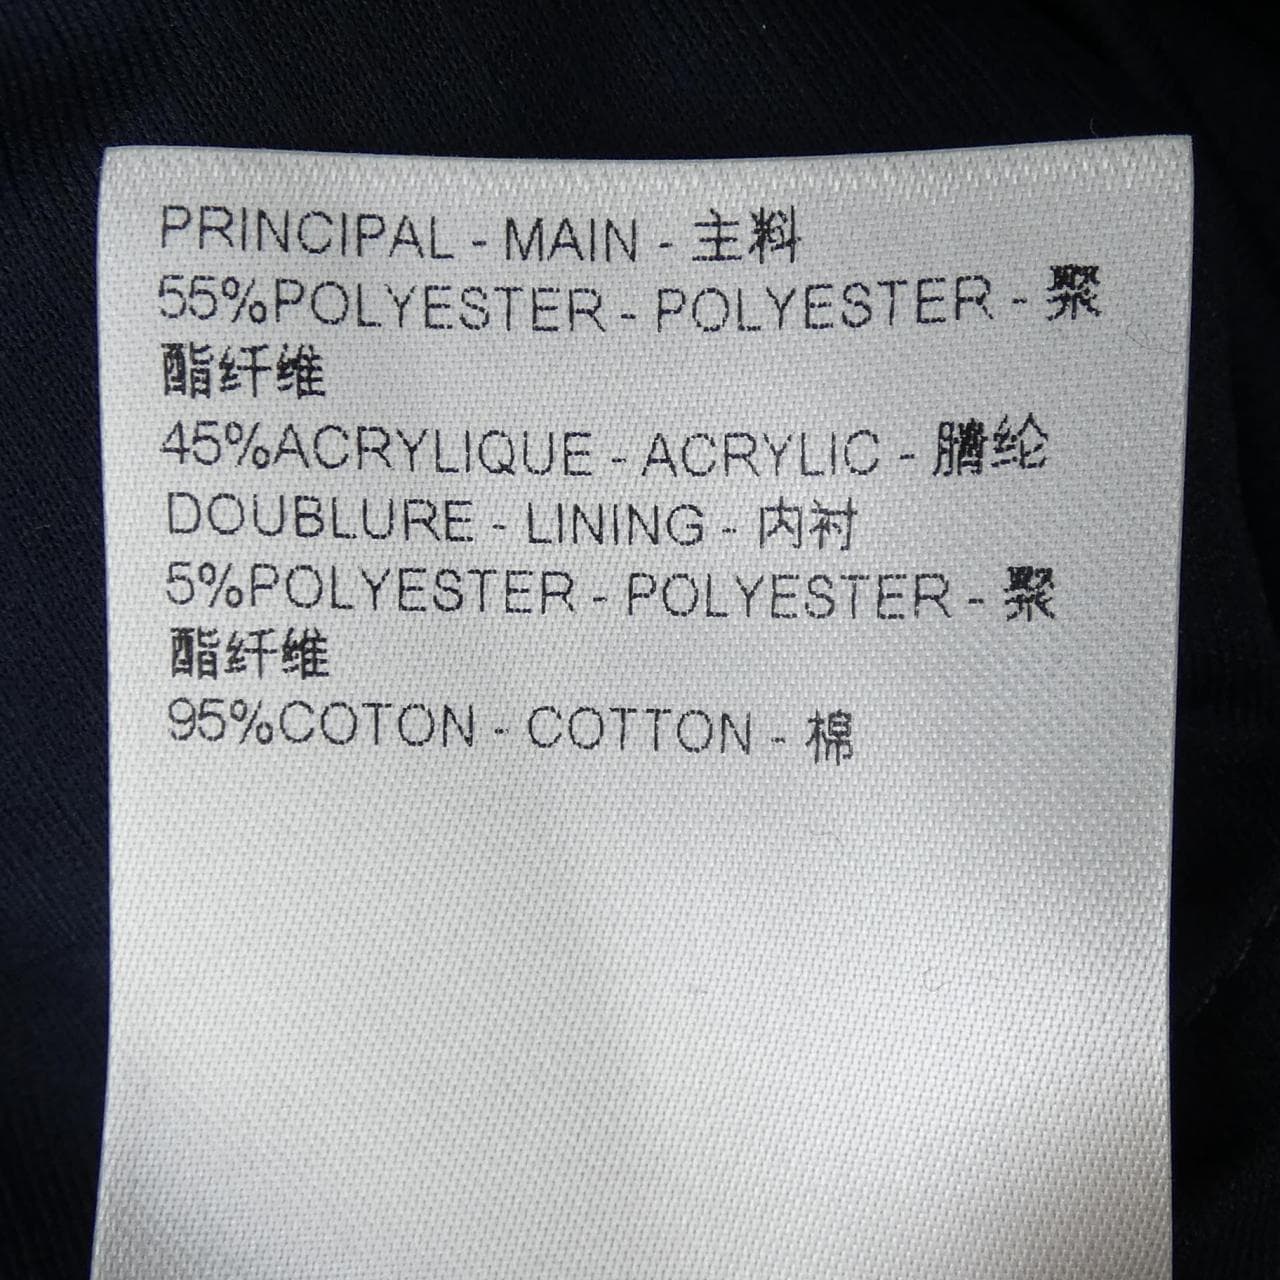 PRINCIPAL - MAIN - 主料
55%POLYESTER - POLYESTER - 聚
酯纤维
45%ACRYLIQUE - ACRYLIC - 腈纶
DOUBLURE - LINING - 内衬
5%POLYESTER - POLYESTER - 聚
酯纤维
95%COTON - COTTON - 棉